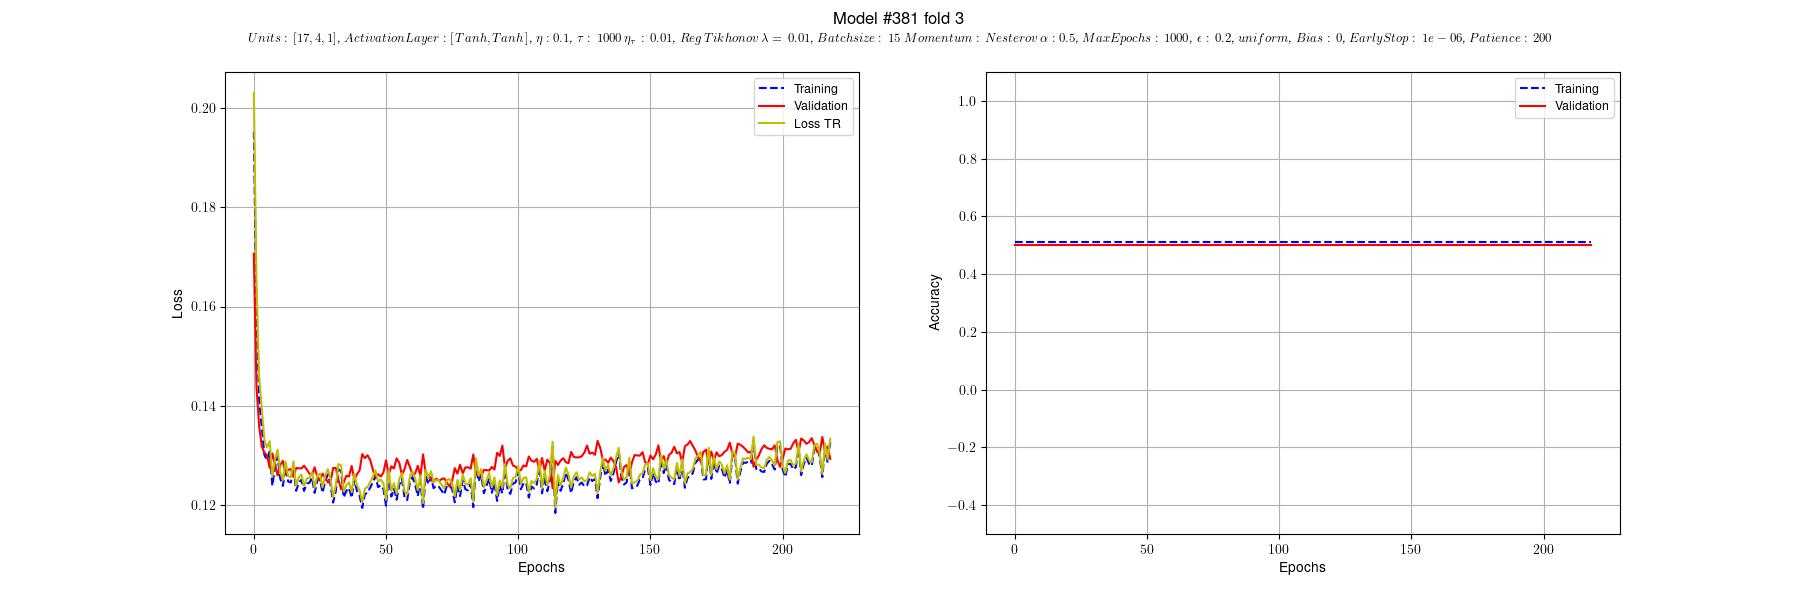 Model #381 fold 3
Units : [17, 4, 1], ActivationLayer : [Tanh, Tanh], η : 0.1, τ : 1000 η_τ : 0.01, Reg Tikhonov λ = 0.01, Batchsize : 15 Momentum : Nesterov α : 0.5, MaxEpochs : 1000, ϵ : 0.2, uniform, Bias : 0, EarlyStop : 1e − 06, Patience : 200
Training
Validation
Loss TR
0.20
0.18
0.16
0.14
0.12
Loss
0 50 100 150 200
Epochs
Training
Validation
1.0
0.8
0.6
0.4
0.2
0.0
−0.2
−0.4
Accuracy
0 50 100 150 200
Epochs